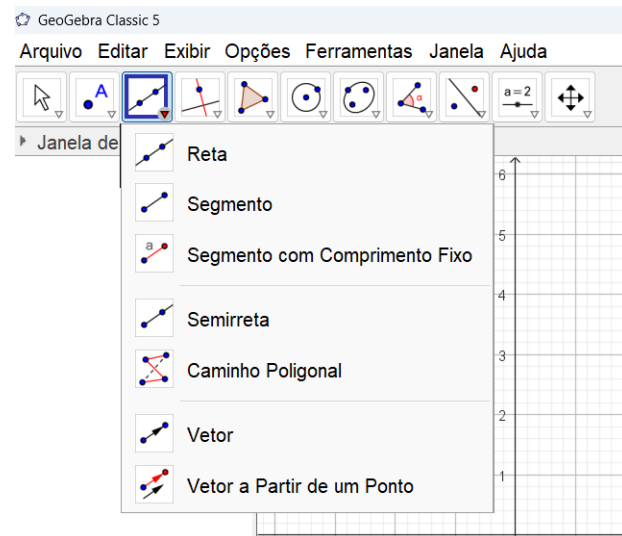 GeoGebra Classic 5
Arquivo Editar Exibir Opções Ferramentas Janela Ajuda
A
α
a=2
Janela de
Reta
Segmento
a
Segmento com Comprimento Fixo
Semirreta
Caminho Poligonal
Vetor
Vetor a Partir de um Ponto
6
5
4
3
2
1